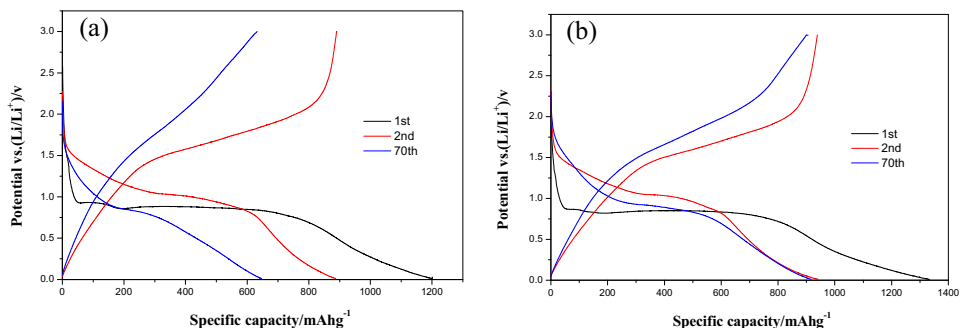 (a)
Potential vs.(Li/Li⁺)/v
3.0
2.5
2.0
1.5
1.0
0.5
0.0
1st
2nd
70th
0 200 400 600 800 1000 1200
Specific capacity/mAhg⁻¹
(b)
Potential vs.(Li/Li⁺)/v
3.0
2.5
2.0
1.5
1.0
0.5
0.0
1st
2nd
70th
0 200 400 600 800 1000 1200 1400
Specific capacity/mAhg⁻¹